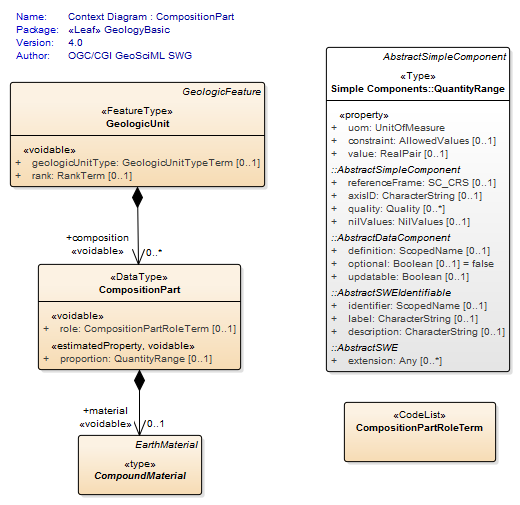 Name: Context Diagram : CompositionPart
Package: «Leaf» GeologyBasic
Version: 4.0
Author: OGC/CGI GeoSciML SWG
GeologicFeature
«FeatureType»
GeologicUnit
«voidable»
+ geologicUnitType: GeologicUnitTypeTerm [0..1]
+ rank: RankTerm [0..1]
+composition
«voidable» 0..*
«DataType»
CompositionPart
«voidable»
+ role: CompositionPartRoleTerm [0..1]
«estimatedProperty, voidable»
+ proportion: QuantityRange [0..1]
+material
«voidable» 0..1
EarthMaterial
«type»
CompoundMaterial
AbstractSimpleComponent
«Type»
Simple Components::QuantityRange
«property»
+ uom: UnitOfMeasure
+ constraint: AllowedValues [0..1]
+ value: RealPair [0..1]
::AbstractSimpleComponent
+ referenceFrame: SC_CRS [0..1]
+ axisID: CharacterString [0..1]
+ quality: Quality [0..*]
+ nilValues: NilValues [0..1]
::AbstractDataComponent
+ definition: ScopedName [0..1]
+ optional: Boolean [0..1] = false
+ updatable: Boolean [0..1]
::AbstractSWEIdentifiable
+ identifier: ScopedName [0..1]
+ label: CharacterString [0..1]
+ description: CharacterString [0..1]
::AbstractSWE
+ extension: Any [0..*]
«CodeList»
CompositionPartRoleTerm